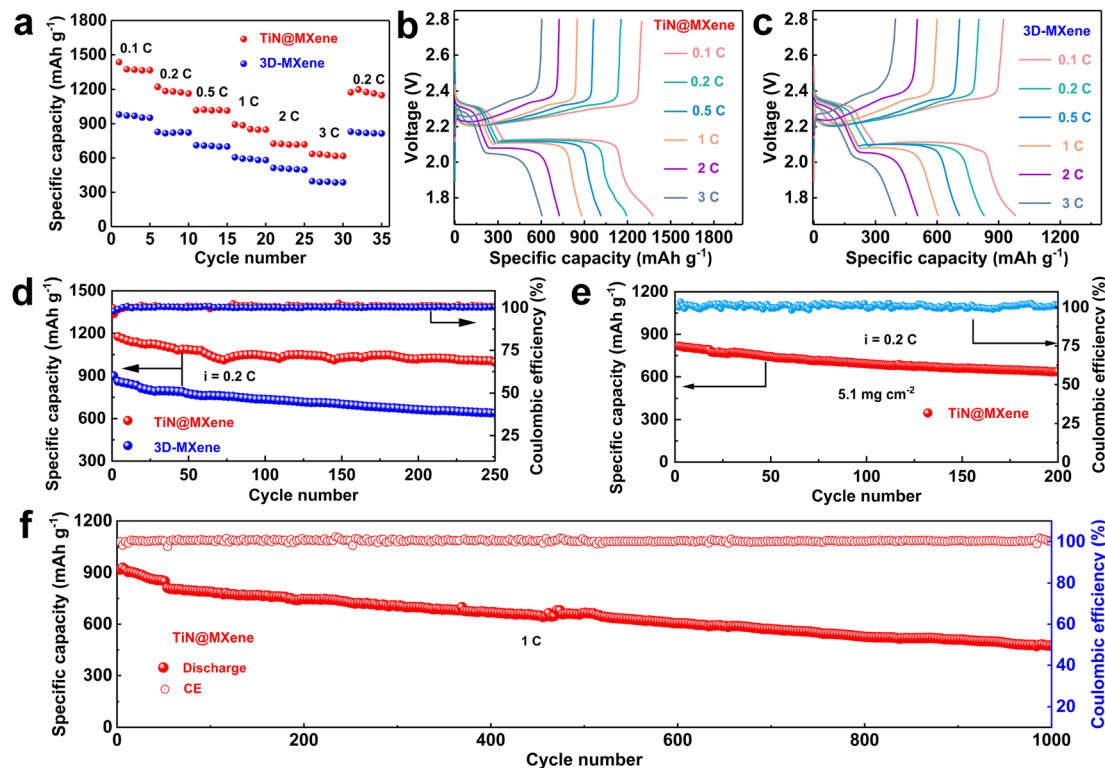 a
Specific capacity (mAh g⁻¹)
1800
1500
1200
900
600
300
0
0.1 C
0.2 C
0.5 C
1 C
2 C
3 C
0.2 C
TiN@MXene
3D-MXene
0 5 10 15 20 25 30 35
Cycle number
b
Voltage (V)
2.8
2.6
2.4
2.2
2.0
1.8
TiN@MXene
0.1 C
0.2 C
0.5 C
1 C
2 C
3 C
0 300 600 900 1200 1500 1800
Specific capacity (mAh g⁻¹)
c
Voltage (V)
2.8
2.6
2.4
2.2
2.0
1.8
3D-MXene
0.1 C
0.2 C
0.5 C
1 C
2 C
3 C
0 300 600 900 1200 1500
Specific capacity (mAh g⁻¹)
d
Specific capacity (mAh g⁻¹)
1500
1200
900
600
300
i = 0.2 C
TiN@MXene
3D-MXene
100
75
50
25
Coulombic efficiency (%)
0 50 100 150 200 250
Cycle number
e
Specific capacity (mAh g⁻¹)
1200
900
600
300
0
i = 0.2 C
5.1 mg cm⁻²
TiN@MXene
100
80
60
40
20
0
Coulombic efficiency (%)
0 50 100 150 200
Cycle number
f
Specific capacity (mAh g⁻¹)
1200
900
600
300
0
TiN@MXene
Discharge
CE
1 C
100
80
60
40
20
Coulombic efficiency (%)
0 200 400 600 800 1000
Cycle number